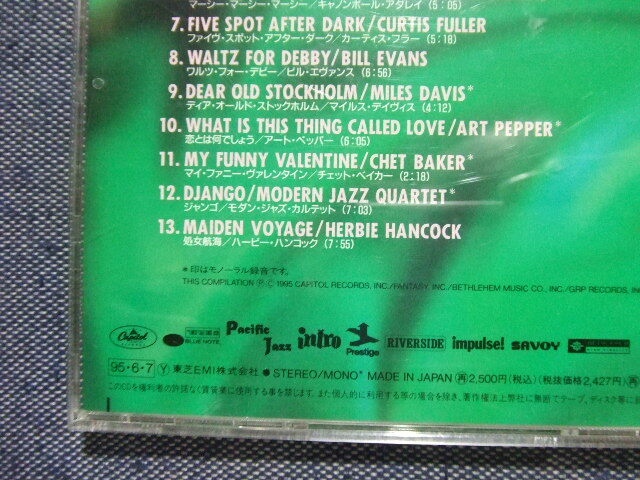 マーシー・マーシー・マーシー／キャノンボール・アダレイ（5:05）
7. FIVE SPOT AFTER DARK/CURTIS FULLER
ファイヴ・スポット・アフター・ダーク／カーティス・フラー（5:18）
8. WALTZ FOR DEBBY/BILL EVANS
ワルツ・フォー・デビー／ビル・エヴァンス（6:56）
9. DEAR OLD STOCKHOLM/MILES DAVIS*
ディア・オールド・ストックホルム／マイルス・デイヴィス（4:12）
10. WHAT IS THIS THING CALLED LOVE/ART PEPPER*
恋とは何でしょう／アート・ペッパー（6:05）
11. MY FUNNY VALENTINE/CHET BAKER*
マイ・ファニー・ヴァレンタイン／チェット・ベイカー（2:18）
12. DJANGO/MODERN JAZZ QUARTET*
ジャンゴ／モダン・ジャズ・カルテット（7:03）
13. MAIDEN VOYAGE/HERBIE HANCOCK
処女航海／ハービー・ハンコック（7:55）
*印はモノーラル録音です。
THIS COMPILATION Ⓟ © 1995 CAPITOL RECORDS, INC./FANTASY, INC./BETHLEHEM MUSIC CO., INC./GRP RECORDS, IN
Capitol BLUE NOTE Pacific Jazz intro Prestige RIVERSIDE impulse! SAVOY
95・6・7 Ⓨ 東芝EMI株式会社 STEREO/MONO* MADE IN JAPAN 再2,500円(税込)(税抜価格2,427円)再
このCDを権利者の許諾なく賃貸業に使用する事を禁じます。また個人的に利用する等の場合を除き、著作権法上弊社に無断でテープ、ディスク等に録